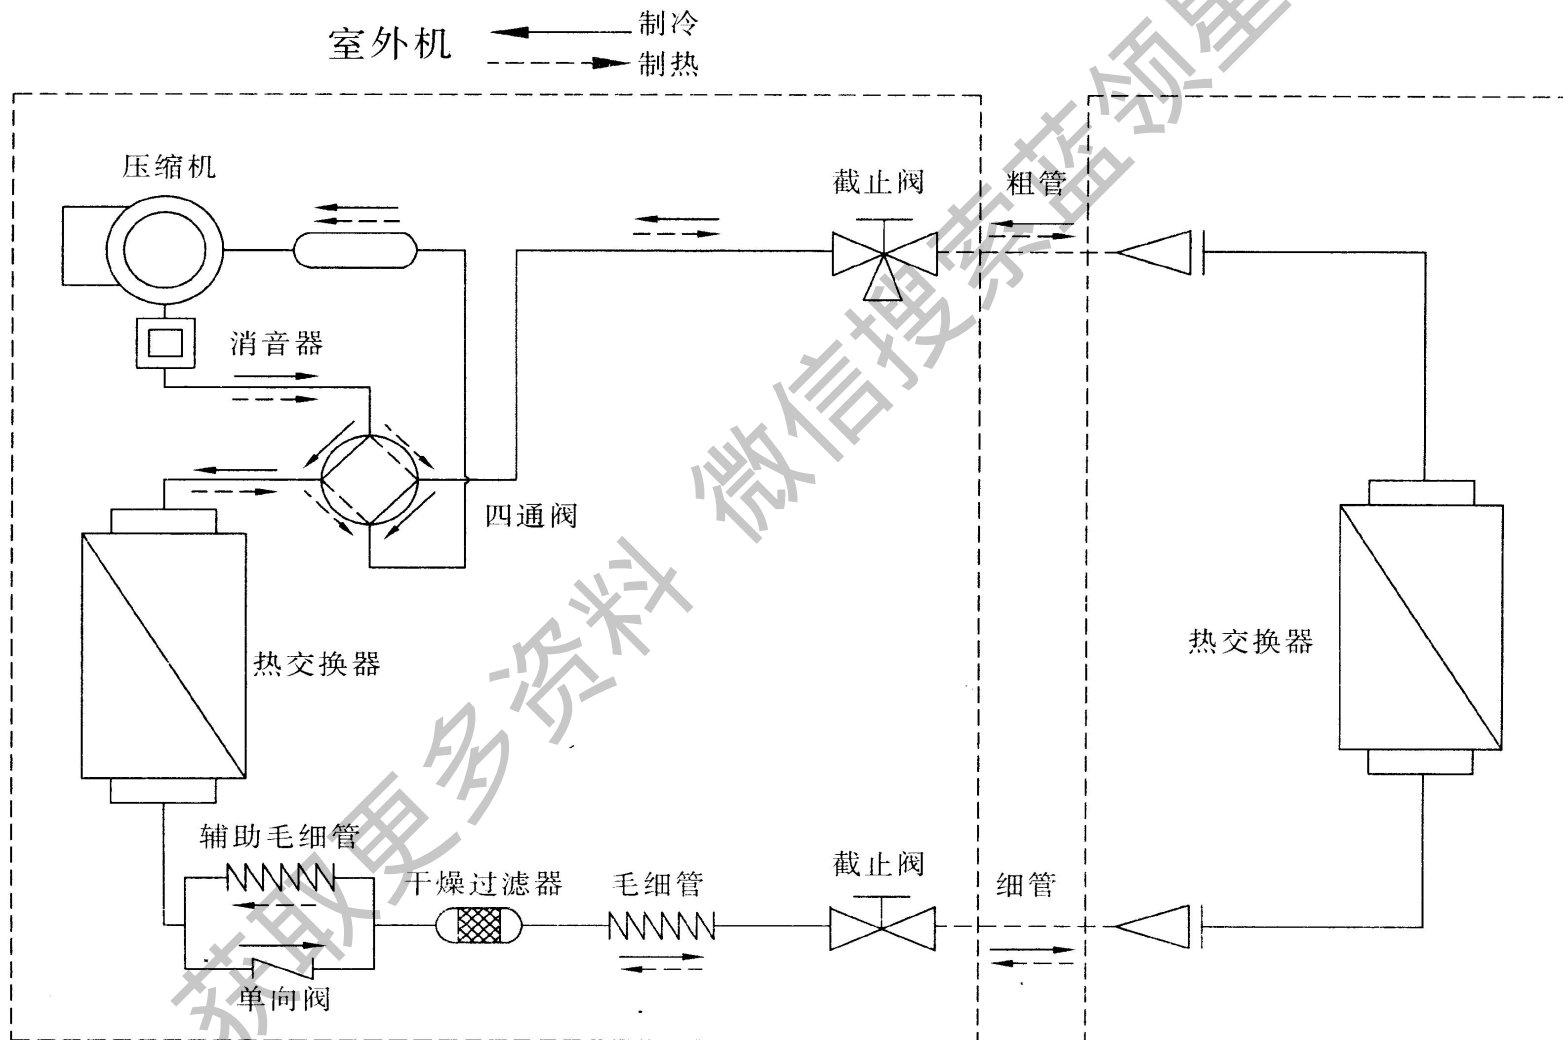 室外机
制冷
制热
压缩机
截止阀
粗管
消音器
四通阀
热交换器
热交换器
辅助毛细管
干燥过滤器
毛细管
截止阀
细管
单向阀
获取更多资料 微信搜索蓝领星